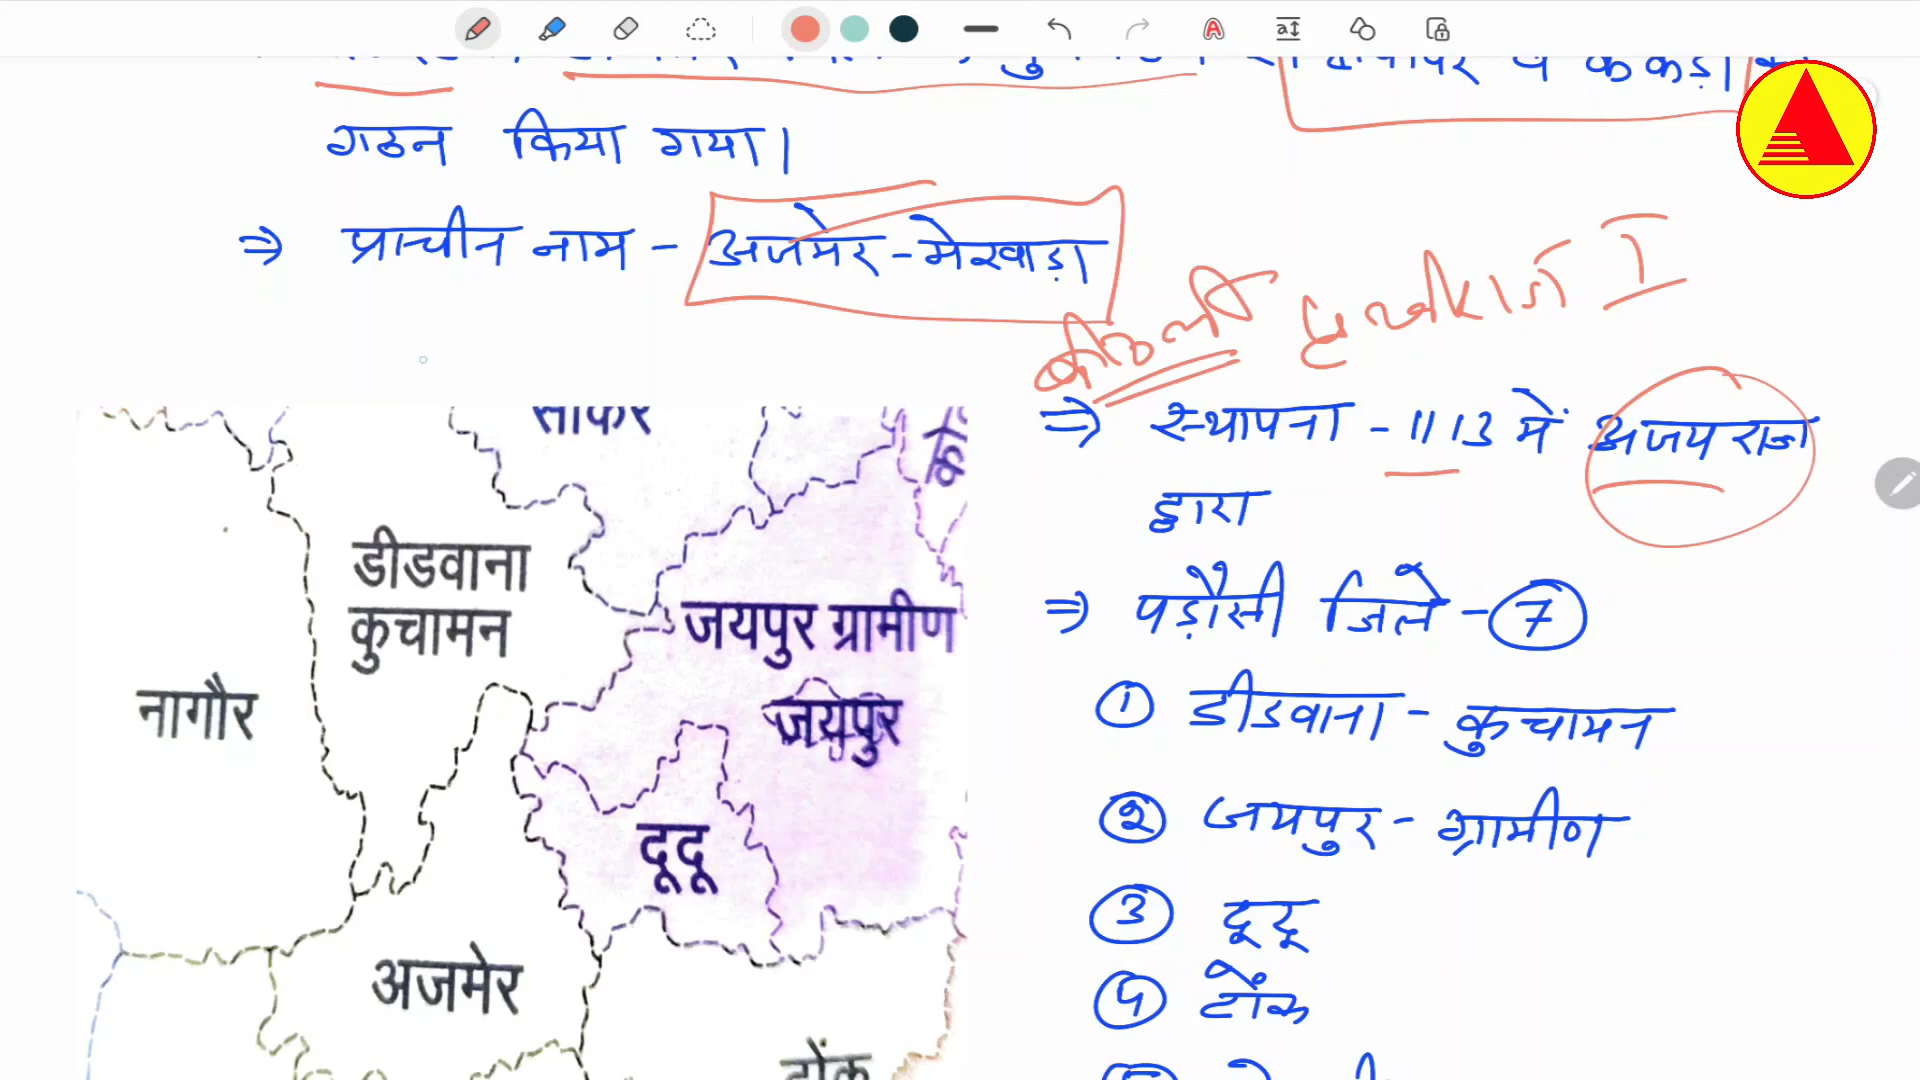 गठन किया गया।
⇒ प्राचीन नाम - अजमेर-मेरवाड़ा
पृथ्वीराज I
⇒ स्थापना - 1113 में अजयराज
द्वारा
⇒ पड़ौसी जिले - 7
① डीडवाना - कुचामन
② जयपुर - ग्रामीण
③ दूदू
④ टोंक
सीकर
डीडवाना
कुचामन
जयपुर ग्रामीण
जयपुर
नागौर
दूदू
अजमेर
टोंक